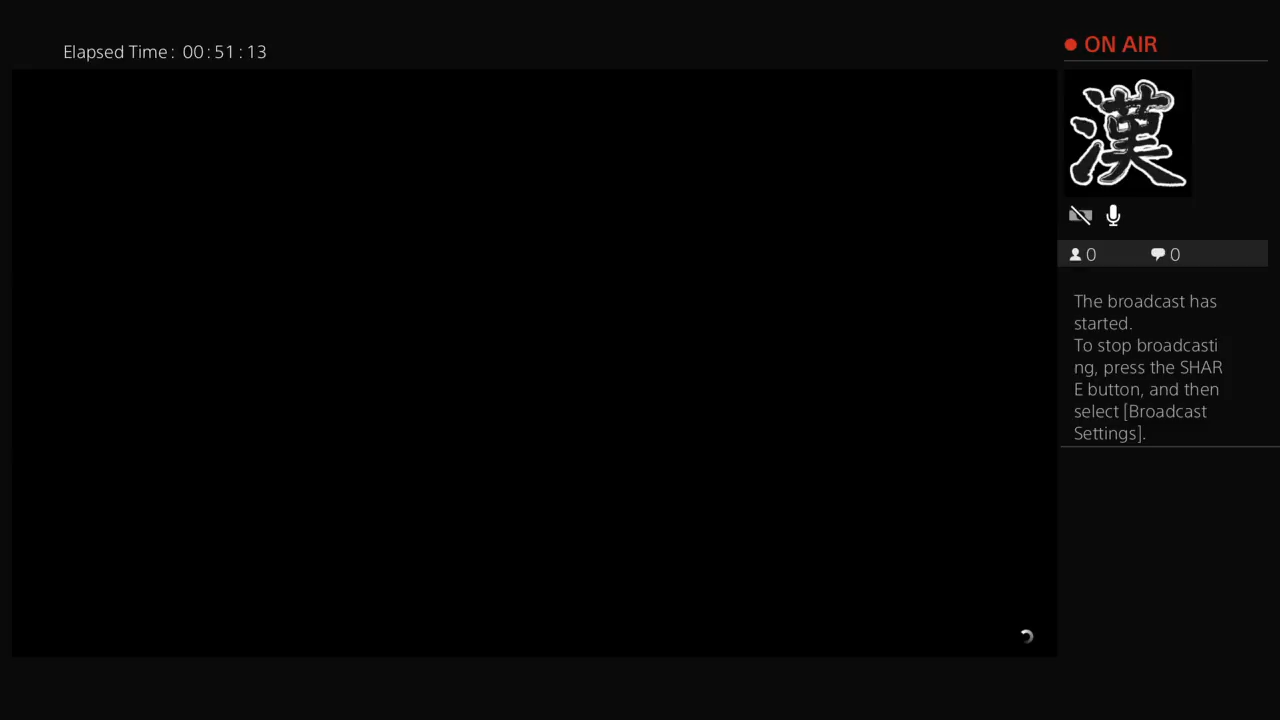 Elapsed Time: 00:51:13
ON AIR
漢
0 0
The broadcast has
started.
To stop broadcasti
ng, press the SHAR
E button, and then
select [Broadcast
Settings].